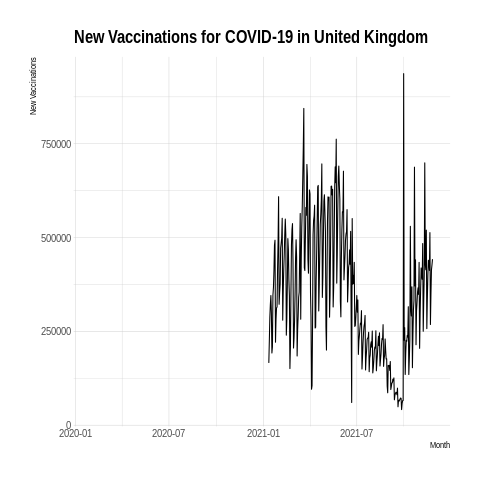 New Vaccinations for COVID-19 in United Kingdom
New Vaccinations
750000
500000
250000
0
2020-01 2020-07 2021-01 2021-07
Month